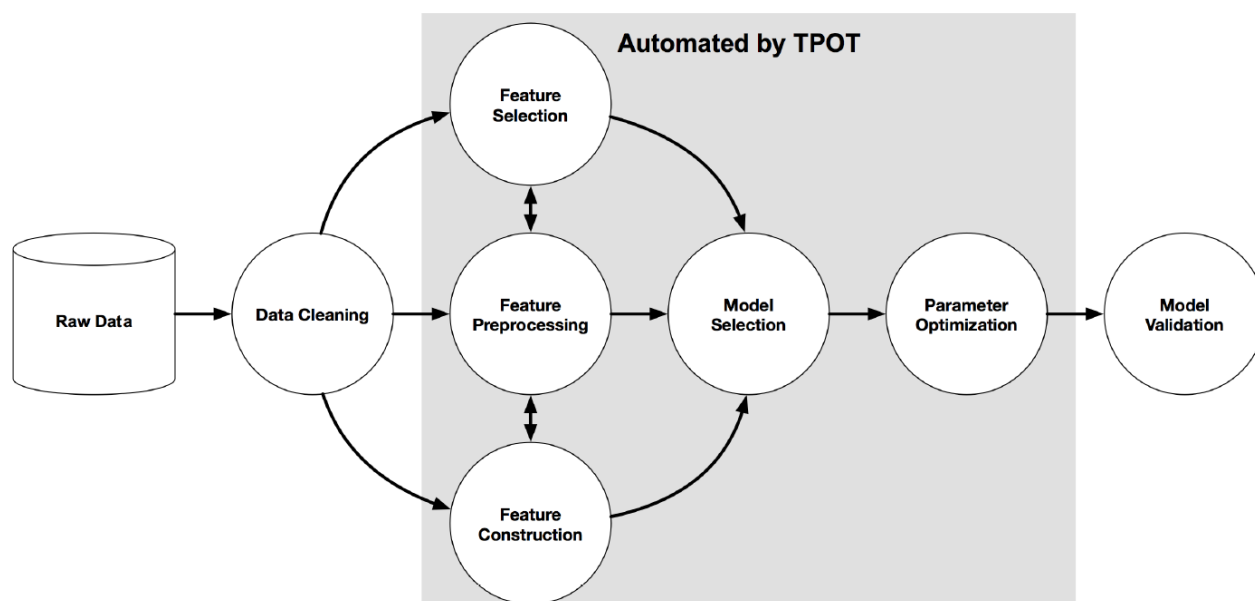 Automated by TPOT
Feature
Selection
Raw Data
Data Cleaning
Feature
Preprocessing
Model
Selection
Parameter
Optimization
Model
Validation
Feature
Construction